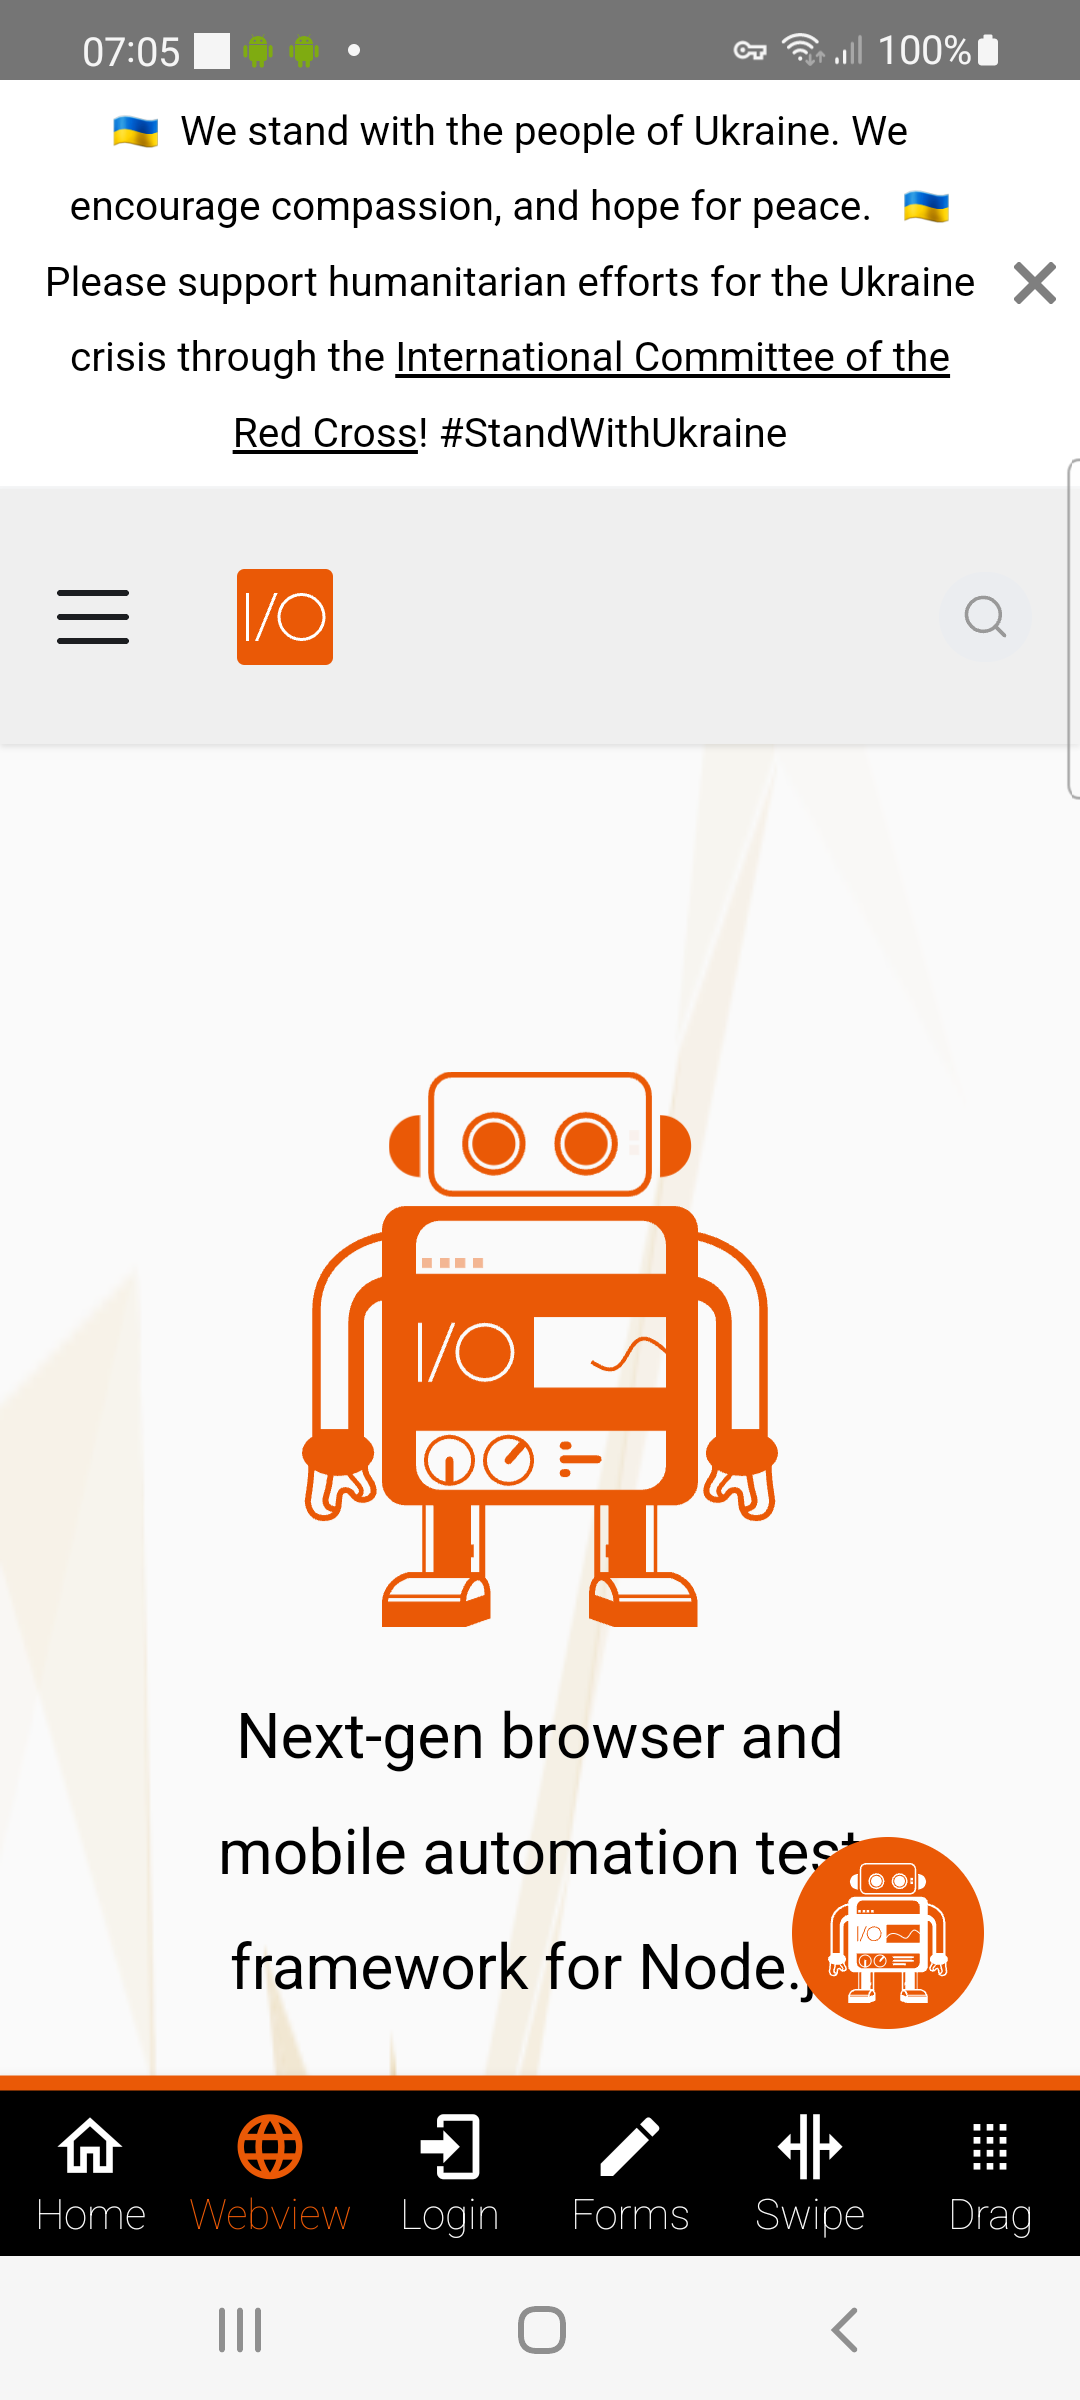 07:05 100%
We stand with the people of Ukraine. We
encourage compassion, and hope for peace.
Please support humanitarian efforts for the Ukraine
crisis through the International Committee of the
Red Cross! #StandWithUkraine
I/O
I/O
Next-gen browser and
mobile automation test
framework for Node.j
I/O
Home Webview Login Forms Swipe Drag